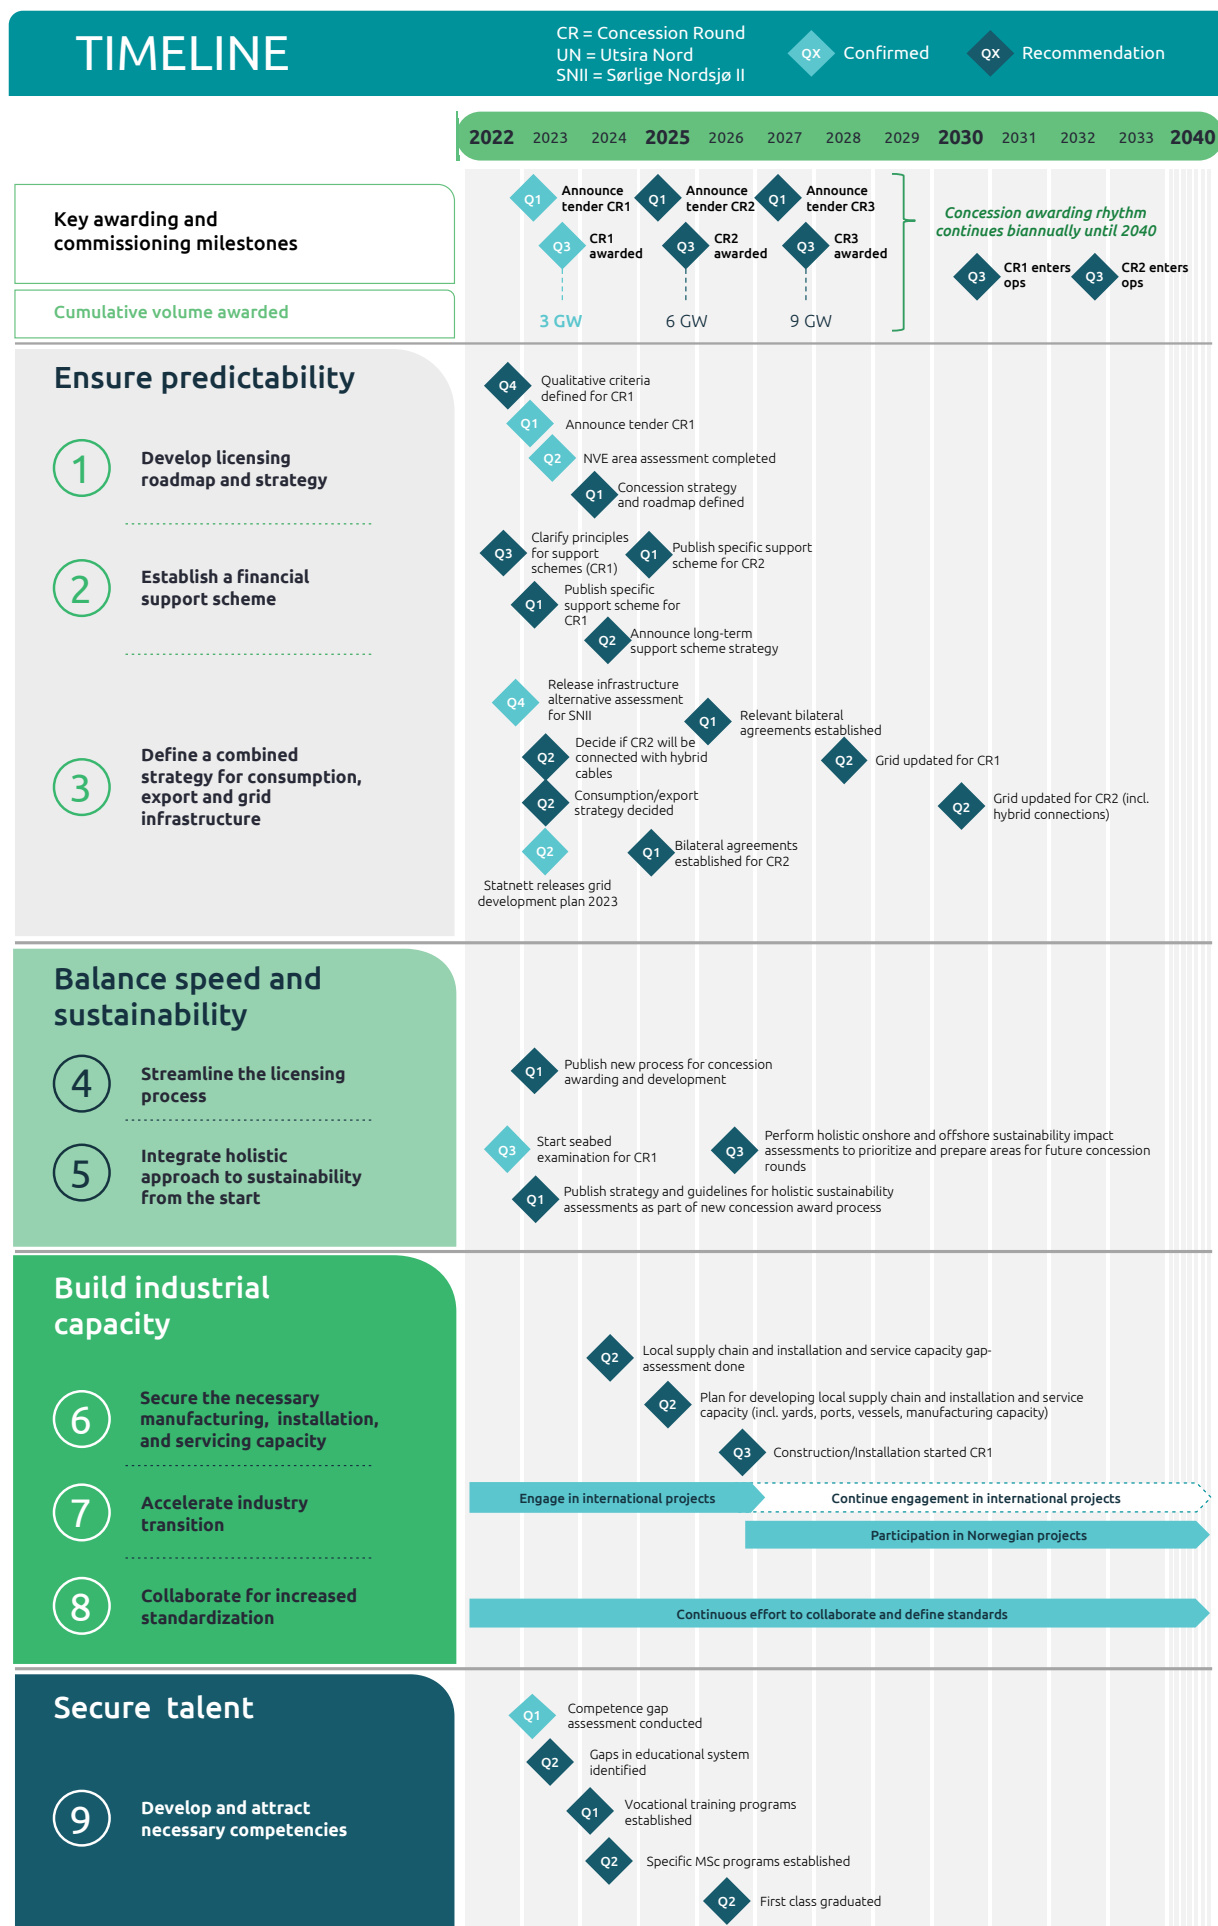 TIMELINE
CR = Concession Round
UN = Utsira Nord
SNII = Sørlige Nordsjø II
QX Confirmed
QX Recommendation
2022 2023 2024 2025 2026 2027 2028 2029 2030 2031 2032 2033 2040
Key awarding and
commissioning milestones
Q1 Announce
tender CR1
Q1 Announce
tender CR2
Q1 Announce
tender CR3
Q3 CR1
awarded
Q3 CR2
awarded
Q3 CR3
awarded
Concession awarding rhythm
continues biannually until 2040
Q3 CR1 enters
ops
Q3 CR2 enters
ops
Cumulative volume awarded
3 GW
6 GW
9 GW
Ensure predictability
1
Develop licensing
roadmap and strategy
Q4 Qualitative criteria
defined for CR1
Q1 Announce tender CR1
Q2 NVE area assessment completed
Q1 Concession strategy
and roadmap defined
2
Establish a financial
support scheme
Q3 Clarify principles
for support
schemes (CR1)
Q1 Publish specific support
scheme for CR2
Q1 Publish specific
support scheme for
CR1
Q2 Announce long-term
support scheme strategy
3
Define a combined
strategy for consumption,
export and grid
infrastructure
Q4 Release infrastructure
alternative assessment
for SNII
Q1 Relevant bilateral
agreements established
Q2 Decide if CR2 will be
connected with hybrid
cables
Q2 Grid updated for CR1
Q2 Consumption/export
strategy decided
Q2 Grid updated for CR2 (incl.
hybrid connections)
Q2
Statnett releases grid
development plan 2023
Q1 Bilateral agreements
established for CR2
Balance speed and
sustainability
4
Streamline the licensing
process
Q1 Publish new process for concession
awarding and development
5
Integrate holistic
approach to sustainability
from the start
Q3 Start seabed
examination for CR1
Q3 Perform holistic onshore and offshore sustainability impact
assessments to prioritize and prepare areas for future concession
rounds
Q1 Publish strategy and guidelines for holistic sustainability
assessments as part of new concession award process
Build industrial
capacity
6
Secure the necessary
manufacturing, installation,
and servicing capacity
Q2 Local supply chain and installation and service capacity gap-
assessment done
Q2 Plan for developing local supply chain and installation and service
capacity (incl. yards, ports, vessels, manufacturing capacity)
Q3 Construction/Installation started CR1
7
Accelerate industry
transition
Engage in international projects
Continue engagement in international projects
Participation in Norwegian projects
8
Collaborate for increased
standardization
Continuous effort to collaborate and define standards
Secure talent
9
Develop and attract
necessary competencies
Q1 Competence gap
assessment conducted
Q2 Gaps in educational system
identified
Q1 Vocational training programs
established
Q2 Specific MSc programs established
Q2 First class graduated